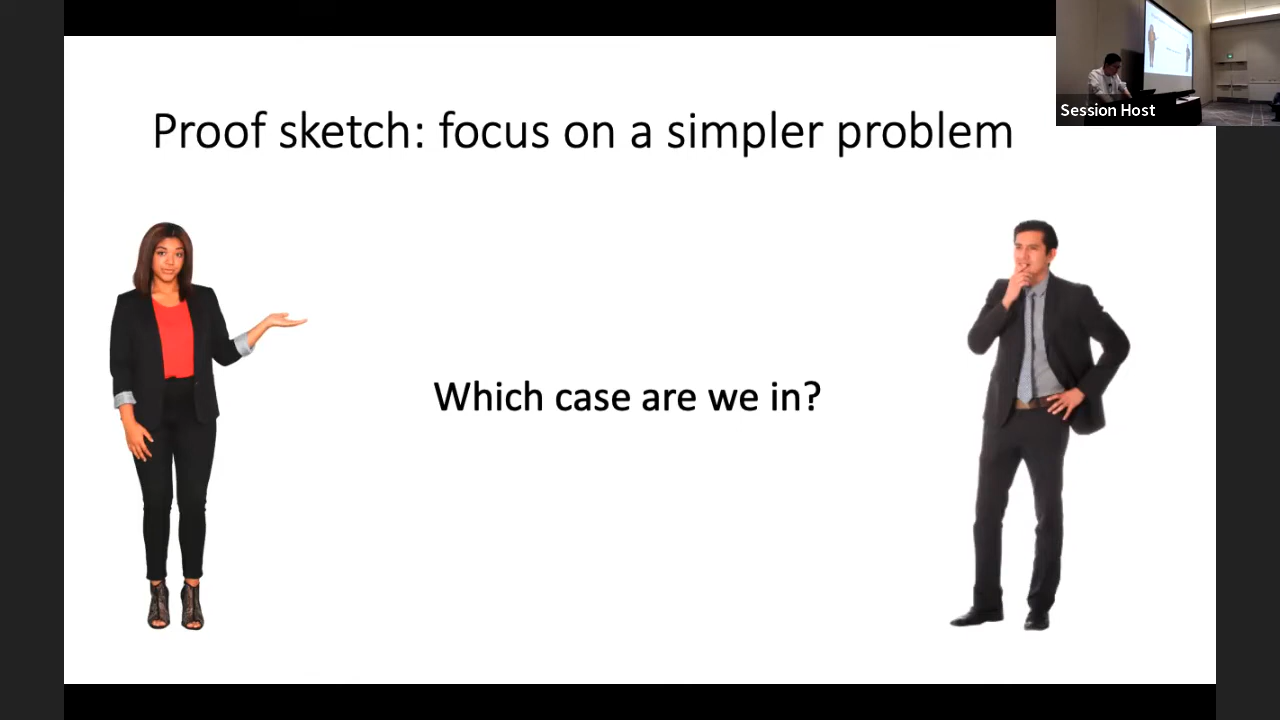 Proof sketch: focus on a simpler problem
Session Host
Which case are we in?